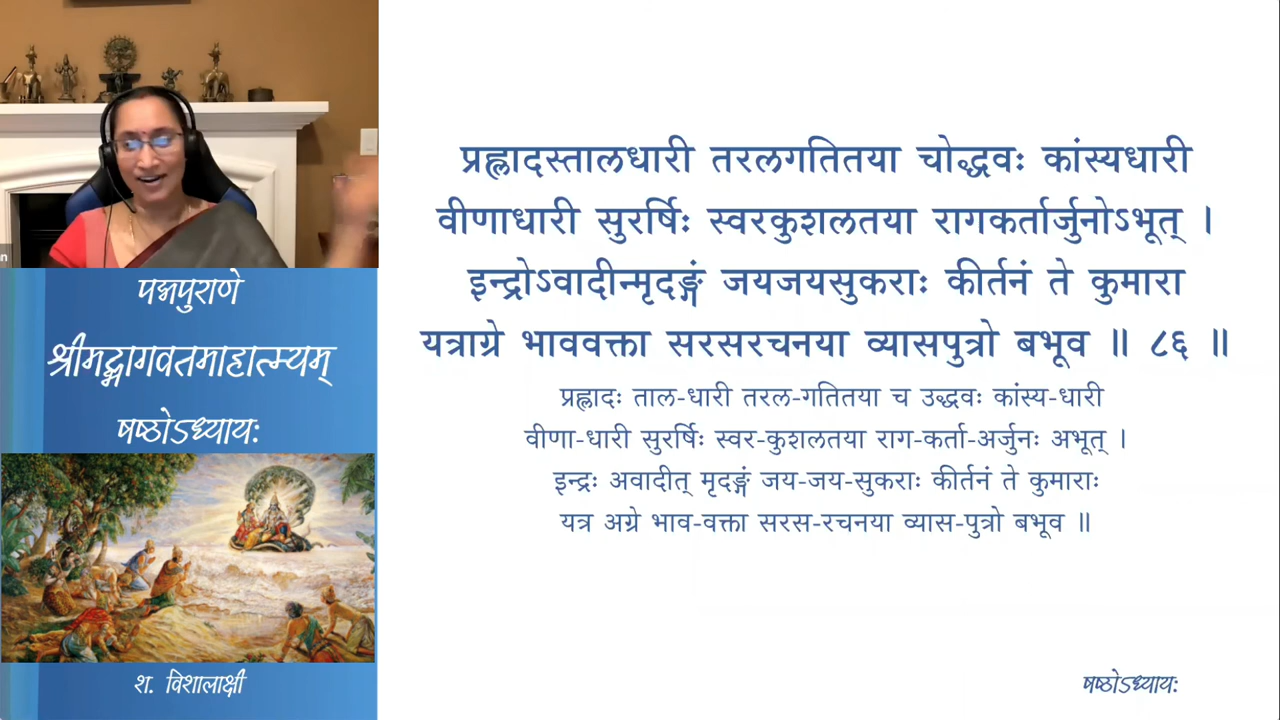 पद्मपुराणे
श्रीमद्भागवतमाहात्म्यम्
षष्ठोऽध्यायः
श. विशालाक्षी
प्रह्लादस्तालधारी तरलगतितया चोद्धवः कांस्यधारी
वीणाधारी सुरर्षिः स्वरकुशलतया रागकर्तार्जुनोऽभूत् ।
इन्द्रोऽवादीन्मृदङ्गं जयजयसुकराः कीर्तनं ते कुमारा
यत्राग्रे भाववक्ता सरसरचनया व्यासपुत्रो बभूव ॥ ८६ ॥
प्रह्लादः ताल-धारी तरल-गतितया च उद्धवः कांस्य-धारी
वीणा-धारी सुरर्षिः स्वर-कुशलतया राग-कर्ता-अर्जुनः अभूत् ।
इन्द्रः अवादीत् मृदङ्गं जय-जय-सुकराः कीर्तनं ते कुमाराः
यत्र अग्रे भाव-वक्ता सरस-रचनया व्यास-पुत्रो बभूव ॥
षष्ठोऽध्यायः